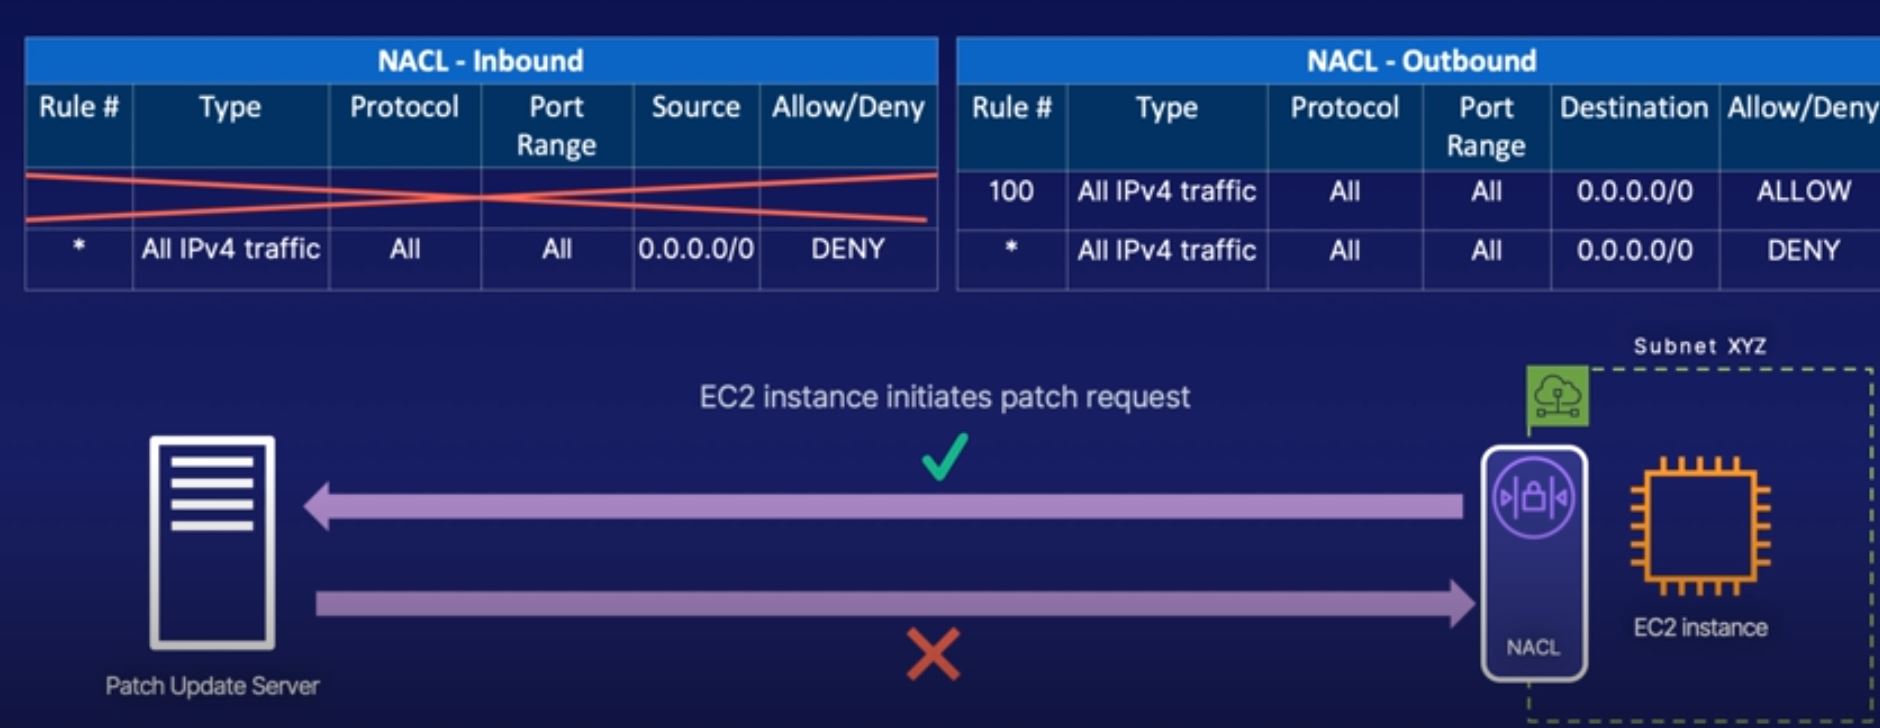 NACL - Inbound
Rule # Type Protocol Port Range Source Allow/Deny
* All IPv4 traffic All All 0.0.0.0/0 DENY
NACL - Outbound
Rule # Type Protocol Port Range Destination Allow/Deny
100 All IPv4 traffic All All 0.0.0.0/0 ALLOW
* All IPv4 traffic All All 0.0.0.0/0 DENY
Subnet XYZ
EC2 instance initiates patch request
EC2 instance
NACL
Patch Update Server